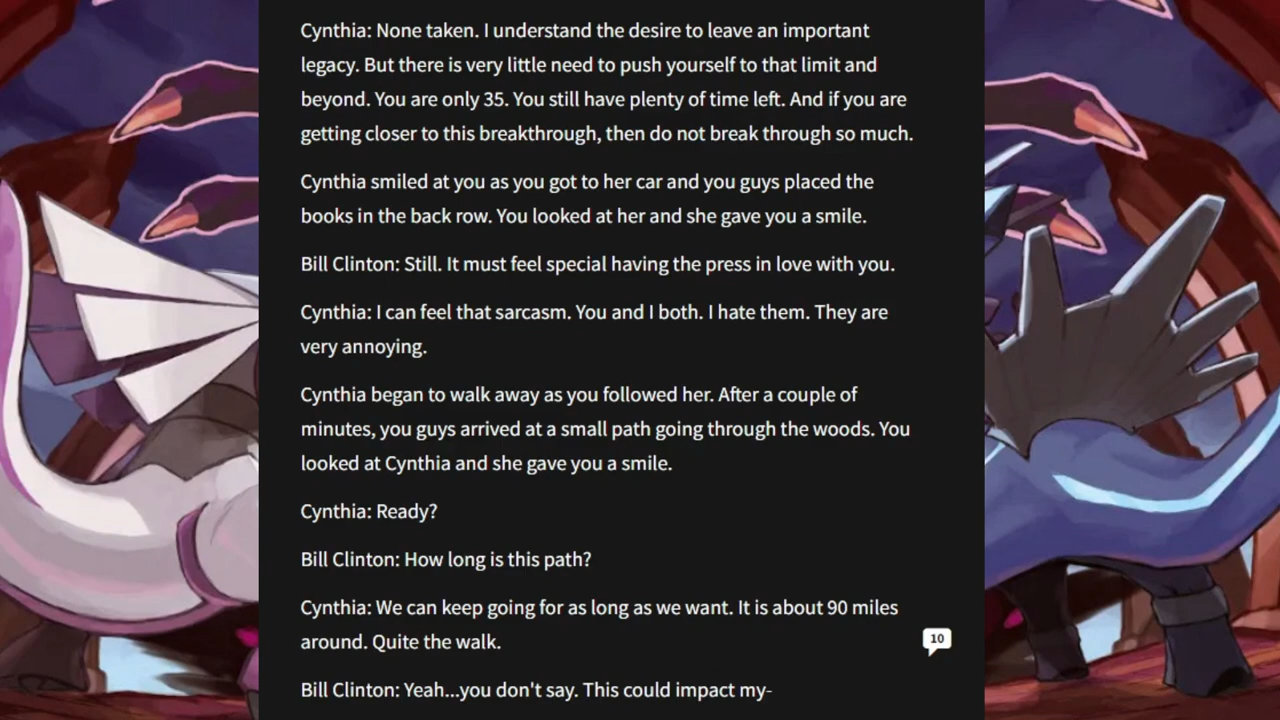 Cynthia: None taken. I understand the desire to leave an important
legacy. But there is very little need to push yourself to that limit and
beyond. You are only 35. You still have plenty of time left. And if you are
getting closer to this breakthrough, then do not break through so much.
Cynthia smiled at you as you got to her car and you guys placed the
books in the back row. You looked at her and she gave you a smile.
Bill Clinton: Still. It must feel special having the press in love with you.
Cynthia: I can feel that sarcasm. You and I both. I hate them. They are
very annoying.
Cynthia began to walk away as you followed her. After a couple of
minutes, you guys arrived at a small path going through the woods. You
looked at Cynthia and she gave you a smile.
Cynthia: Ready?
Bill Clinton: How long is this path?
Cynthia: We can keep going for as long as we want. It is about 90 miles
around. Quite the walk.
10
Bill Clinton: Yeah...you don't say. This could impact my-